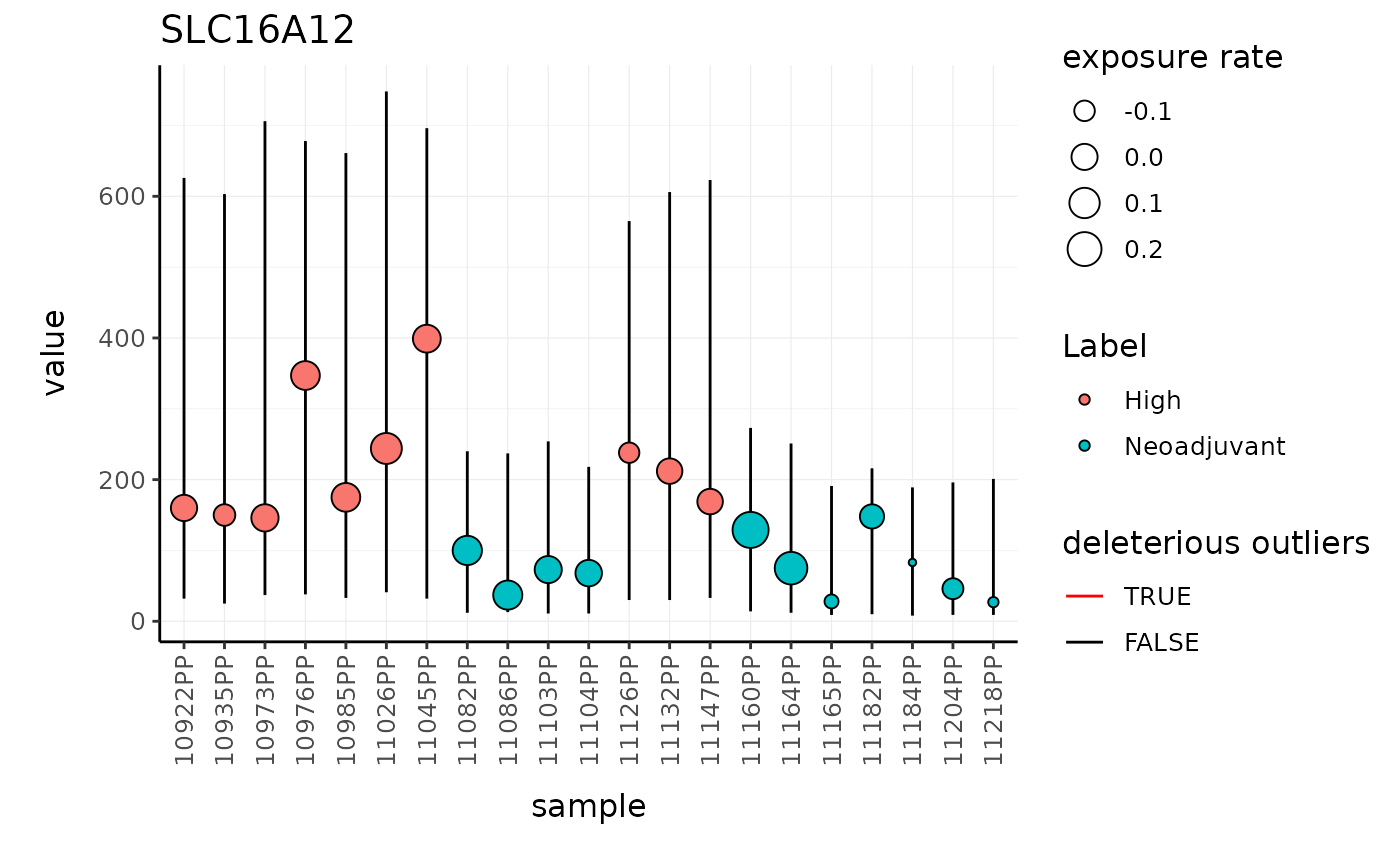 SLC16A12
value
600
400
200
0
10922PP
10935PP
10973PP
10976PP
10985PP
11026PP
11045PP
11082PP
11086PP
11103PP
11104PP
11126PP
11132PP
11147PP
11160PP
11164PP
11165PP
11182PP
11184PP
11204PP
11218PP
sample
exposure rate
-0.1
0.0
0.1
0.2
Label
High
Neoadjuvant
deleterious outliers
TRUE
FALSE